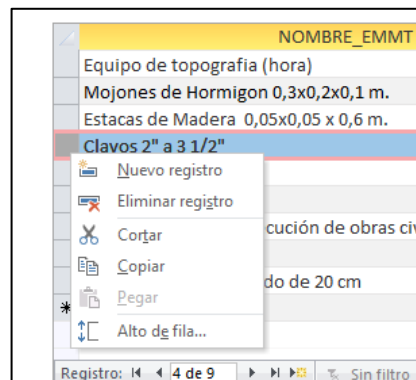 NOMBRE_EMMT
Equipo de topografia (hora)
Mojones de Hormigon 0,3x0,2x0,1 m.
Estacas de Madera 0,05x0,05 x 0,6 m.
Clavos 2" a 3 1/2"
Nuevo registro
Eliminar registro
cución de obras civ
Cortar
Copiar
do de 20 cm
Pegar
Alto de fila...
Registro: 4 de 9 Sin filtro